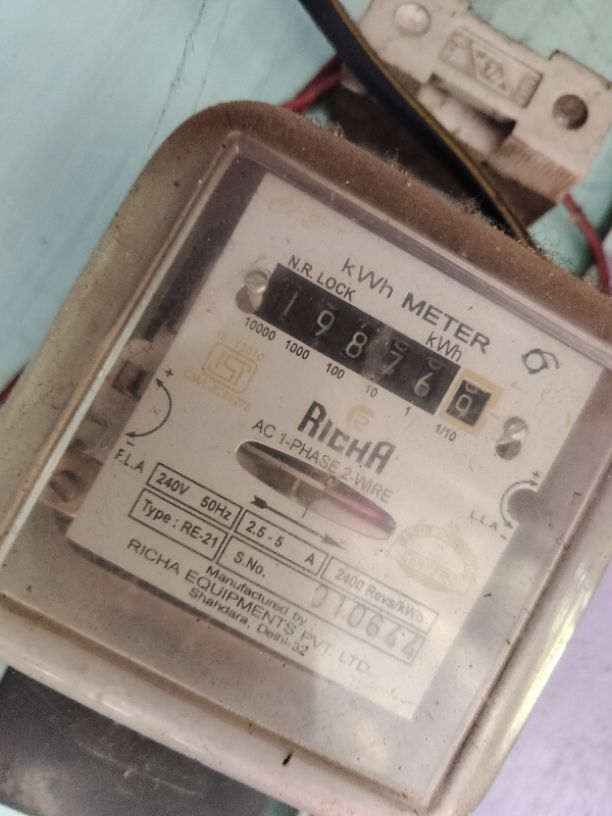 kWh METER
N.R. LOCK
kWh
1 9 8 7 6 0
10000 1000 100 10 1 1/10
RICHA
AC 1-PHASE 2-WIRE
F.L.A
+
-
L.L.A
+
-
240V 50Hz 2.5-5 A 2400 Revs/kWh
Type : RE-21 S.No. 010644
Manufactured by
RICHA EQUIPMENTS PVT. LTD.
Shahdara, Delhi-32